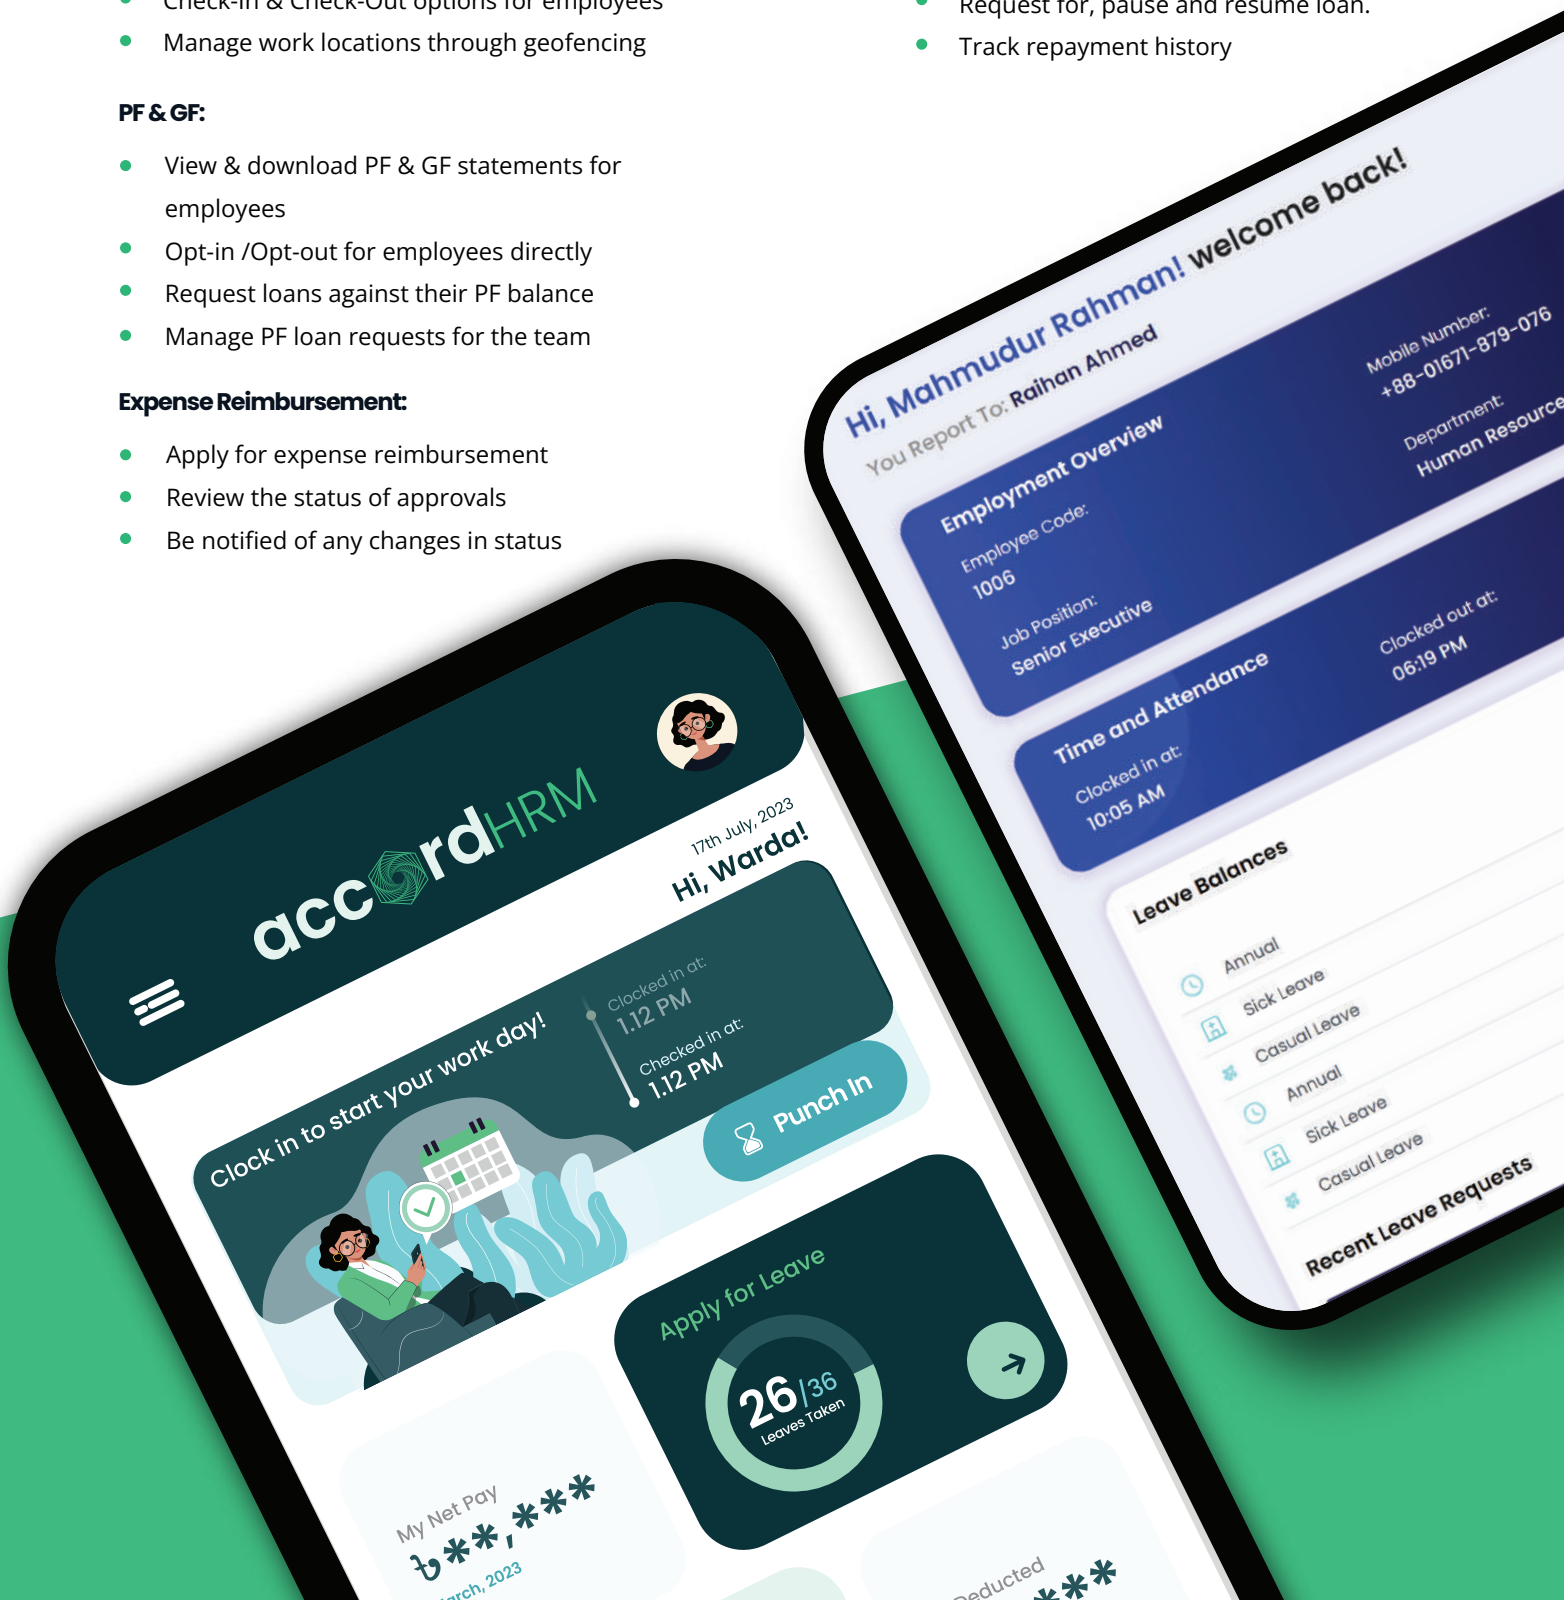 Check-In & Check-Out options for employees
Manage work locations through geofencing
PF & GF:
View & download PF & GF statements for
employees
Opt-in /Opt-out for employees directly
Request loans against their PF balance
Manage PF loan requests for the team
Expense Reimbursement:
Apply for expense reimbursement
Review the status of approvals
Be notified of any changes in status
Request for, pause and resume loan.
Track repayment history
Hi, Mahmudur Rahman! welcome back!
You Report To: Raihan Ahmed
Employment Overview
Employee Code:
1006
Mobile Number:
+88-01671-879-076
Job Position:
Senior Executive
Department:
Human Resource
Time and Attendance
Clocked in at:
10:05 AM
Clocked out at:
06:19 PM
Leave Balances
Annual
Sick Leave
Casual Leave
Annual
Sick Leave
Casual Leave
Recent Leave Requests
accordHRM
17th July, 2023
Hi, Warda!
Clock in to start your work day!
Clocked in at:
1.12 PM
Checked in at:
1.12 PM
Punch In
Apply for Leave
26/36
Leaves Taken
My Net Pay
৳**,***
arch, 2023
Deducted
***